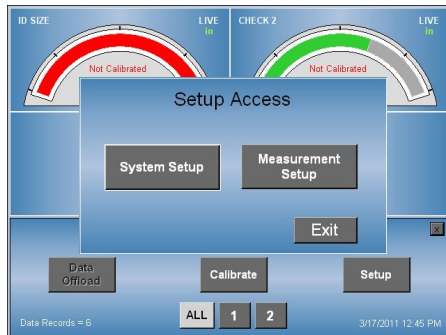 ID SIZE
LIVE
in
CHECK 2
LIVE
in
Not Calibrated
Not Calibrated
Setup Access
System Setup
Measurement
Setup
Exit
x
Data
Offload
Calibrate
Setup
ALL
1
2
Data Records = 6
3/17/2011 12:45 PM